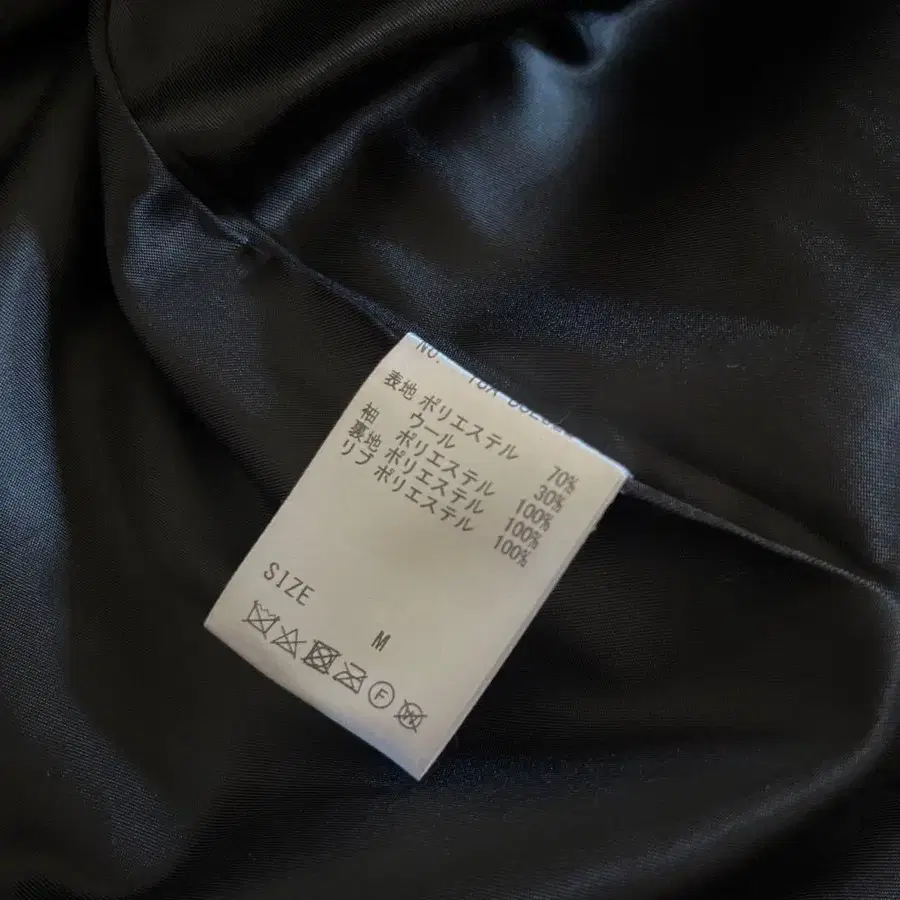 NO.
表地 ポリエステル 70%
ウール 30%
袖 ポリエステル 100%
裏地 ポリエステル 100%
リブ ポリエステル 100%
SIZE
M
F
W